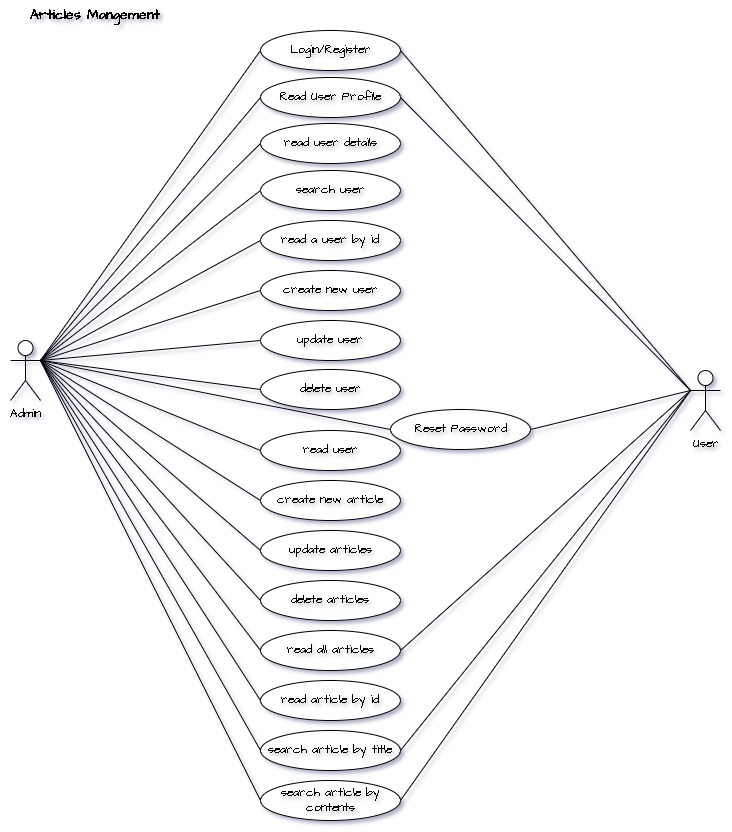 Articles Mangement
Login/Register
Read User Profile
read user details
search user
read a user by id
create new user
update user
delete user
Admin
Reset Password
User
read user
create new article
update articles
delete articles
read all articles
read article by id
search article by title
search article by
contents